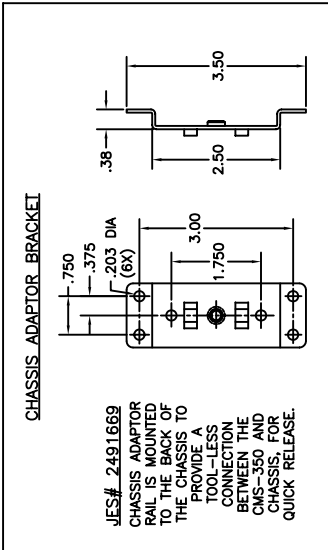 CHASSIS ADAPTOR BRACKET
JES# 2491669
CHASSIS ADAPTOR
RAIL IS MOUNTED
TO THE BACK OF
THE CHASSIS TO
PROVIDE A
TOOL-LESS
CONNECTION
BETWEEN THE
CMS-350 AND
CHASSIS, FOR
QUICK RELEASE.
.750
.375
.203 DIA
(6X)
1.750
3.00
.38
2.50
3.50